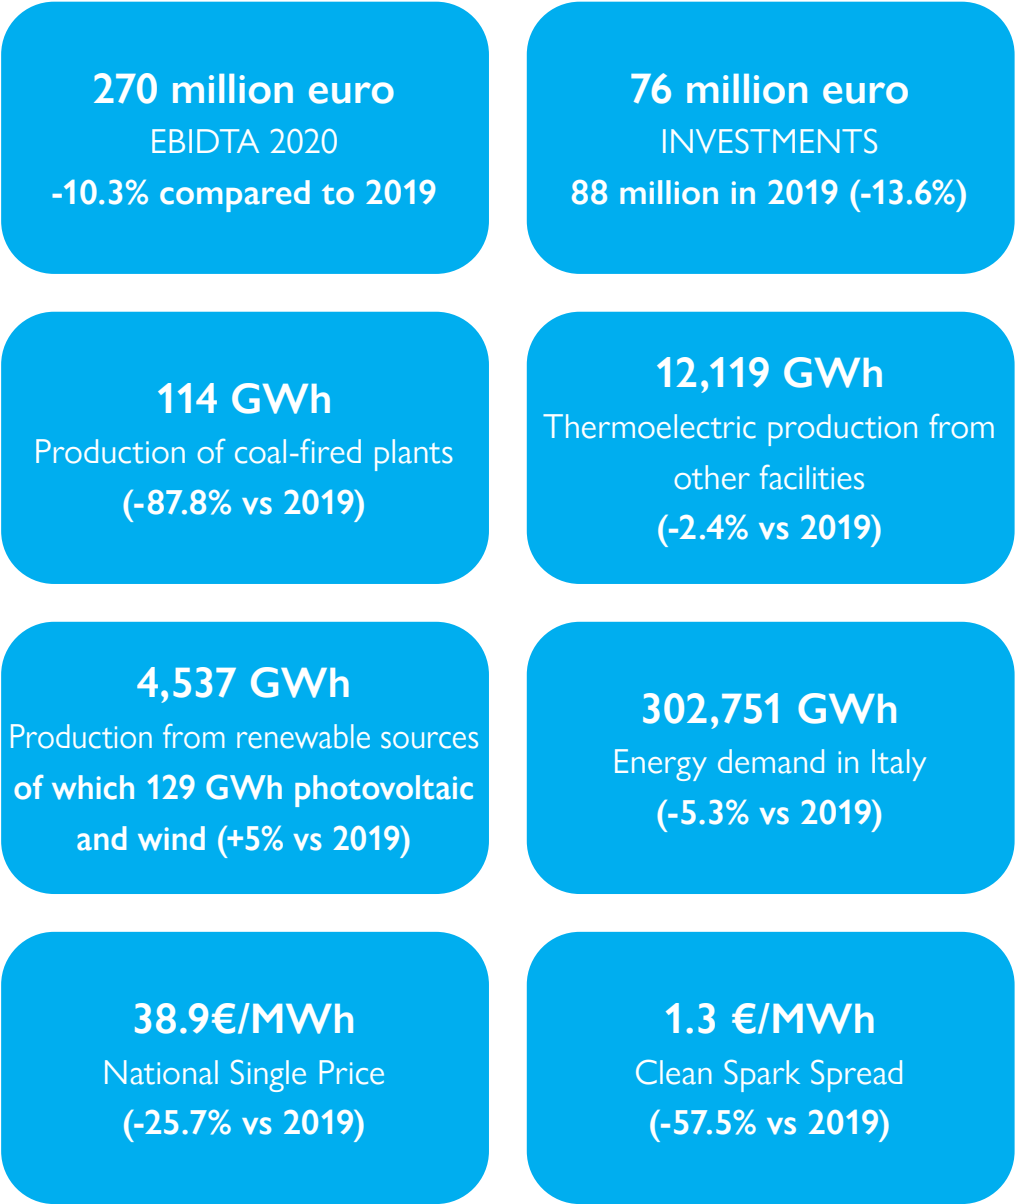 270 million euro
EBIDTA 2020
-10.3% compared to 2019
76 million euro
INVESTMENTS
88 million in 2019 (-13.6%)
114 GWh
Production of coal-fired plants
(-87.8% vs 2019)
12,119 GWh
Thermoelectric production from
other facilities
(-2.4% vs 2019)
4,537 GWh
Production from renewable sources
of which 129 GWh photovoltaic
and wind (+5% vs 2019)
302,751 GWh
Energy demand in Italy
(-5.3% vs 2019)
38.9€/MWh
National Single Price
(-25.7% vs 2019)
1.3 €/MWh
Clean Spark Spread
(-57.5% vs 2019)